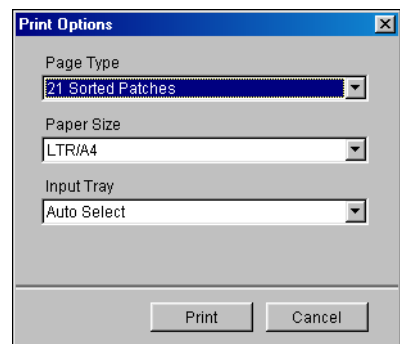 Print Options
Page Type
21 Sorted Patches
Paper Size
LTR/A4
Input Tray
Auto Select
Print
Cancel